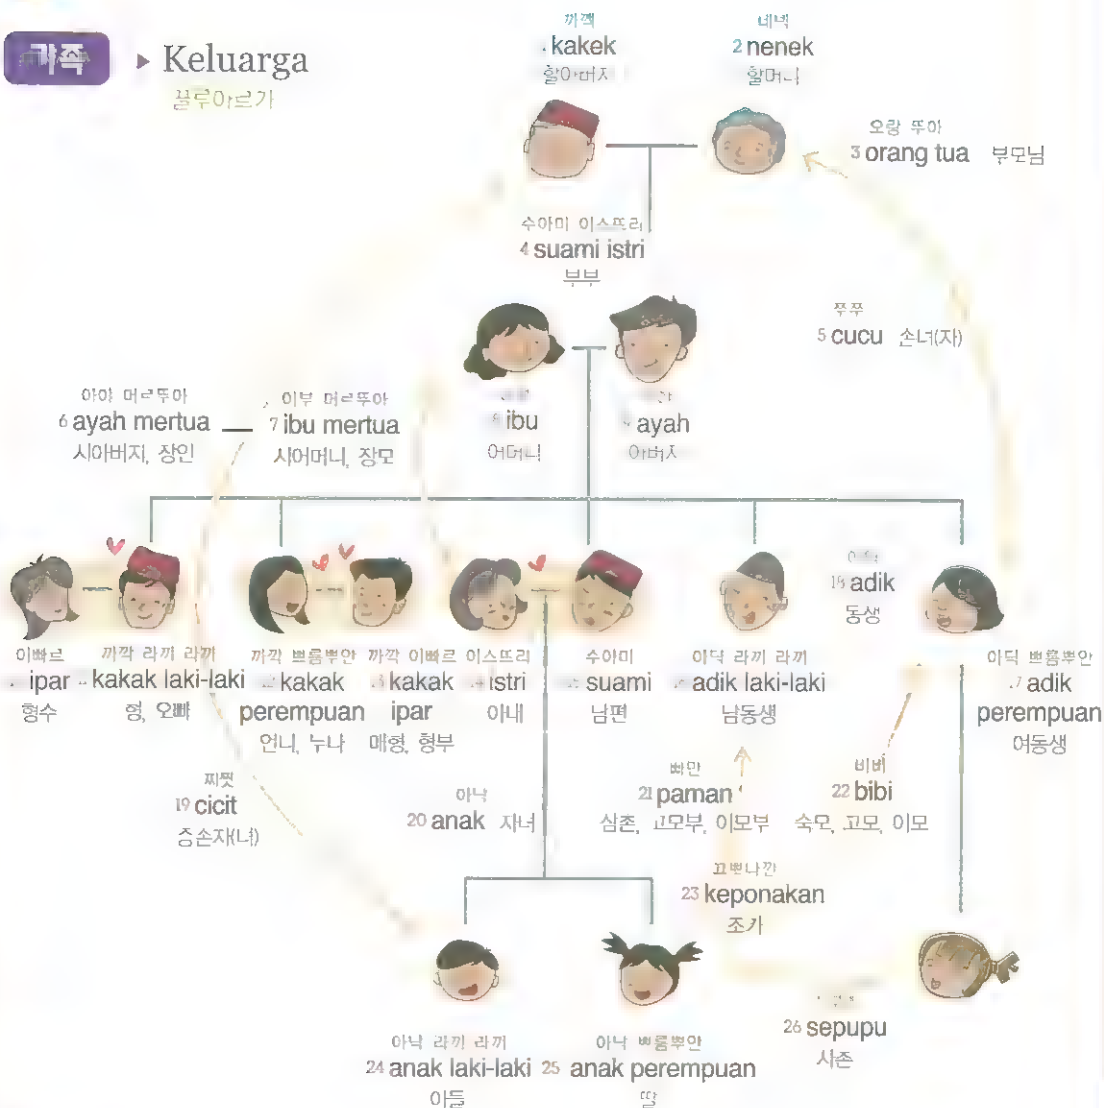 가족 ▸ Keluarga
끌루아르가
까깩
kakek
할아버지
네넥
2 nenek
할머니
오랑 뚜아
3 orang tua 부모님
수아미 이스뜨리
4 suami istri
부부
쭈쭈
5 cucu 손녀(자)
아야 머르뚜아
6 ayah mertua
시아버지, 장인
이부 머르뚜아
7 ibu mertua
시어머니, 장모
ibu
어머니
ayah
아버지
이빠르
ipar
형수
까깍 라끼 라끼
kakak laki-laki
형, 오빠
까깍 쁘름뿌안
kakak
perempuan
언니, 누나
까깍 이빠르
kakak
ipar
매형, 형부
이스뜨리
istri
아내
수아미
suami
남편
아딕 라끼 라끼
adik laki-laki
남동생
18 adik
동생
아딕 쁘름뿌안
adik
perempuan
여동생
찌찟
19 cicit
증손자(녀)
아낙
20 anak 자녀
빠만
21 paman
삼촌, 고모부, 이모부
비비
22 bibi
숙모, 고모, 이모
끄뽀나깐
23 keponakan
조카
아낙 라끼 라끼
24 anak laki-laki
아들
아낙 쁘름뿌안
25 anak perempuan
딸
26 sepupu
사촌